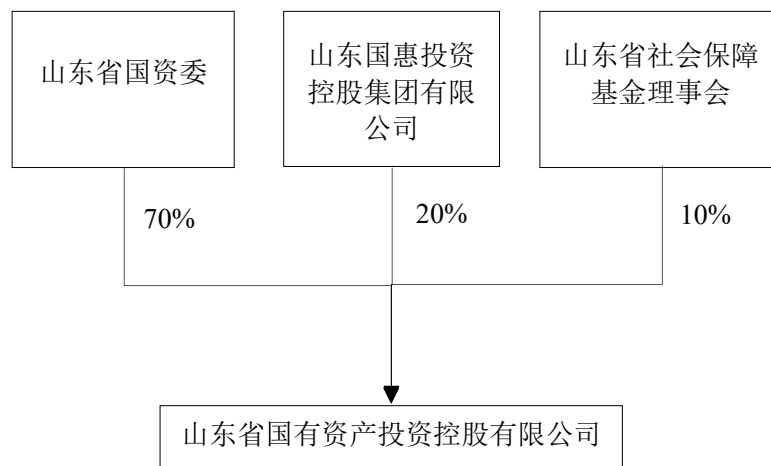 山东省国资委
山东国惠投资
控股集团有限
公司
山东省社会保障
基金理事会
70%
20%
10%
山东省国有资产投资控股有限公司